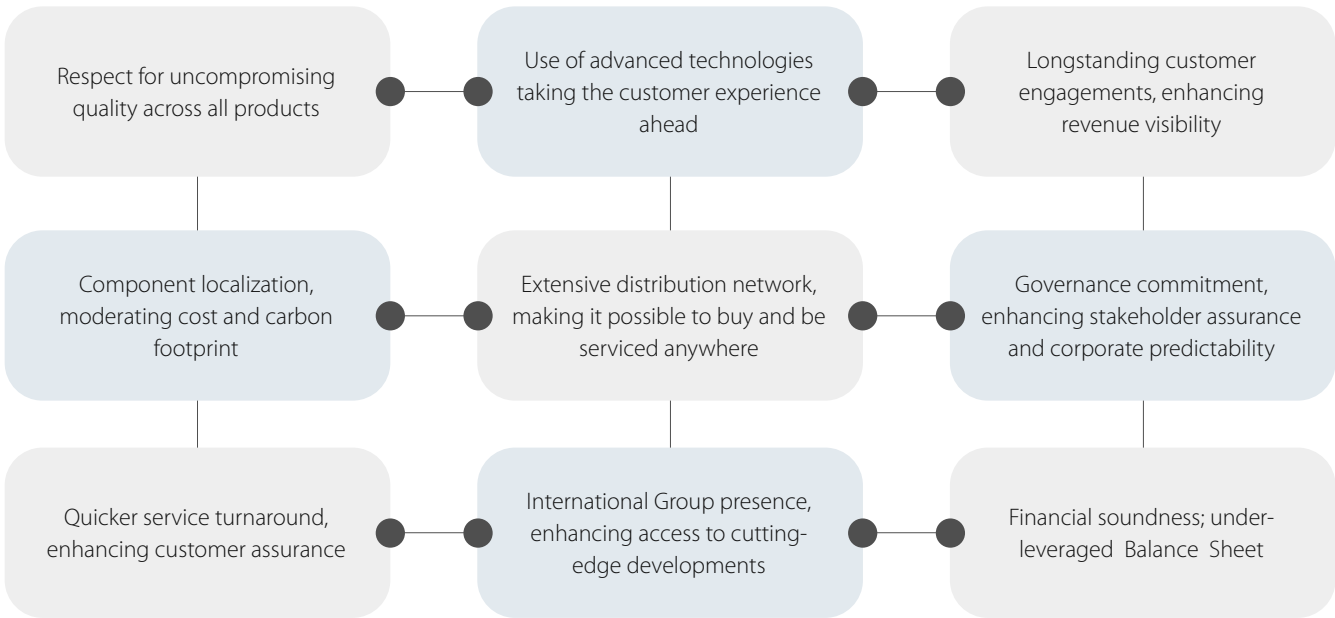 Respect for uncompromising
quality across all products
Use of advanced technologies
taking the customer experience
ahead
Longstanding customer
engagements, enhancing
revenue visibility
Component localization,
moderating cost and carbon
footprint
Extensive distribution network,
making it possible to buy and be
serviced anywhere
Governance commitment,
enhancing stakeholder assurance
and corporate predictability
Quicker service turnaround,
enhancing customer assurance
International Group presence,
enhancing access to cutting-
edge developments
Financial soundness; under-
leveraged Balance Sheet